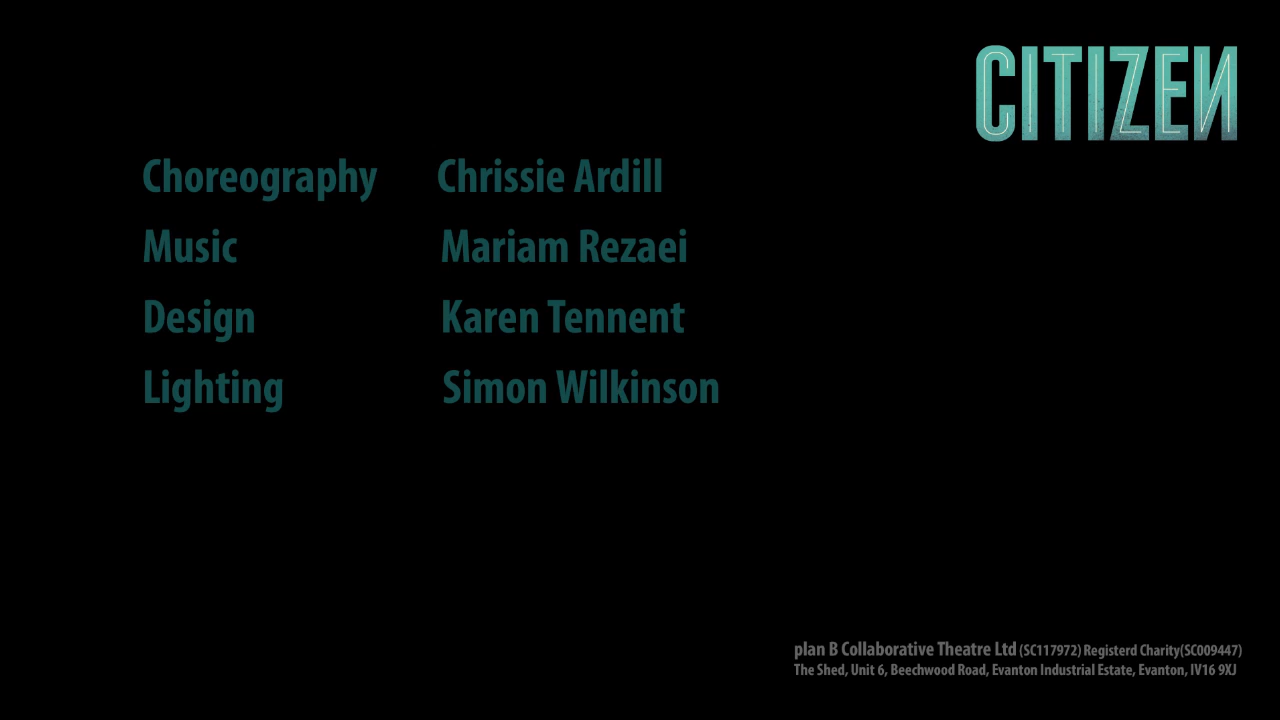 CITIZEN
Choreography Chrissie Ardill
Music Mariam Rezaei
Design Karen Tennent
Lighting Simon Wilkinson
plan B Collaborative Theatre Ltd (SC117972) Registerd Charity(SC009447)
The Shed, Unit 6, Beechwood Road, Evanton Industrial Estate, Evanton, IV16 9XJ